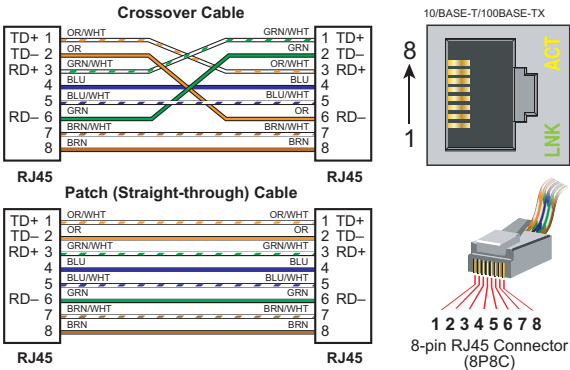 Crossover Cable
TD+ 1 OR/WHT GRN/WHT 1 TD+
TD– 2 OR GRN 2 TD–
RD+ 3 GRN/WHT OR/WHT 3 RD+
4 BLU BLU 4
5 BLU/WHT BLU/WHT 5
RD– 6 GRN OR 6 RD–
7 BRN/WHT BRN/WHT 7
8 BRN BRN 8
RJ45 RJ45
Patch (Straight-through) Cable
TD+ 1 OR/WHT OR/WHT 1 TD+
TD– 2 OR OR 2 TD–
RD+ 3 GRN/WHT GRN/WHT 3 RD+
4 BLU BLU 4
5 BLU/WHT BLU/WHT 5
RD– 6 GRN GRN 6 RD–
7 BRN/WHT BRN/WHT 7
8 BRN BRN 8
RJ45 RJ45
10/BASE-T/100BASE-TX
8
1
ACT
LNK
1 2 3 4 5 6 7 8
8-pin RJ45 Connector
(8P8C)